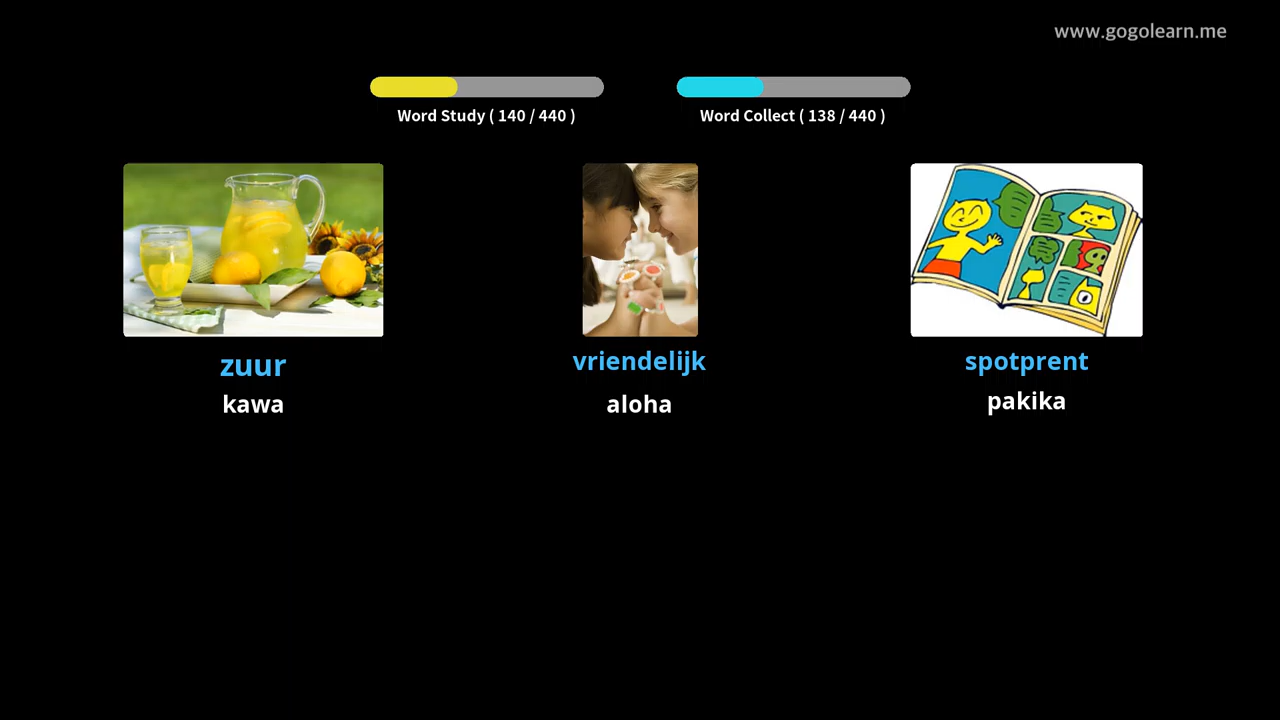 www.gogolearn.me
Word Study ( 140 / 440 )
Word Collect ( 138 / 440 )
zuur
kawa
vriendelijk
aloha
spotprent
pakika